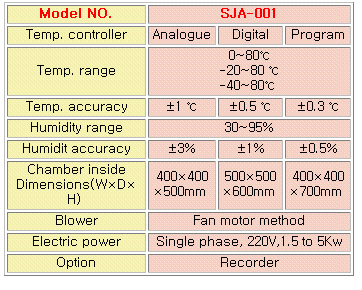 Model NO. SJA-001
Temp. controller Analogue Digital Program
Temp. range 0~80℃
-20~80 ℃
-40~80℃
Temp. accuracy ±1 ℃ ±0.5 ℃ ±0.3 ℃
Humidity range 30~95%
Humidit accuracy ±3% ±1% ±0.5%
Chamber inside
Dimensions(W×D×
H)
400×400
×500mm
500×500
×600mm
400×400
×700mm
Blower Fan motor method
Electric power Single phase, 220V,1.5 to 5Kw
Option Recorder